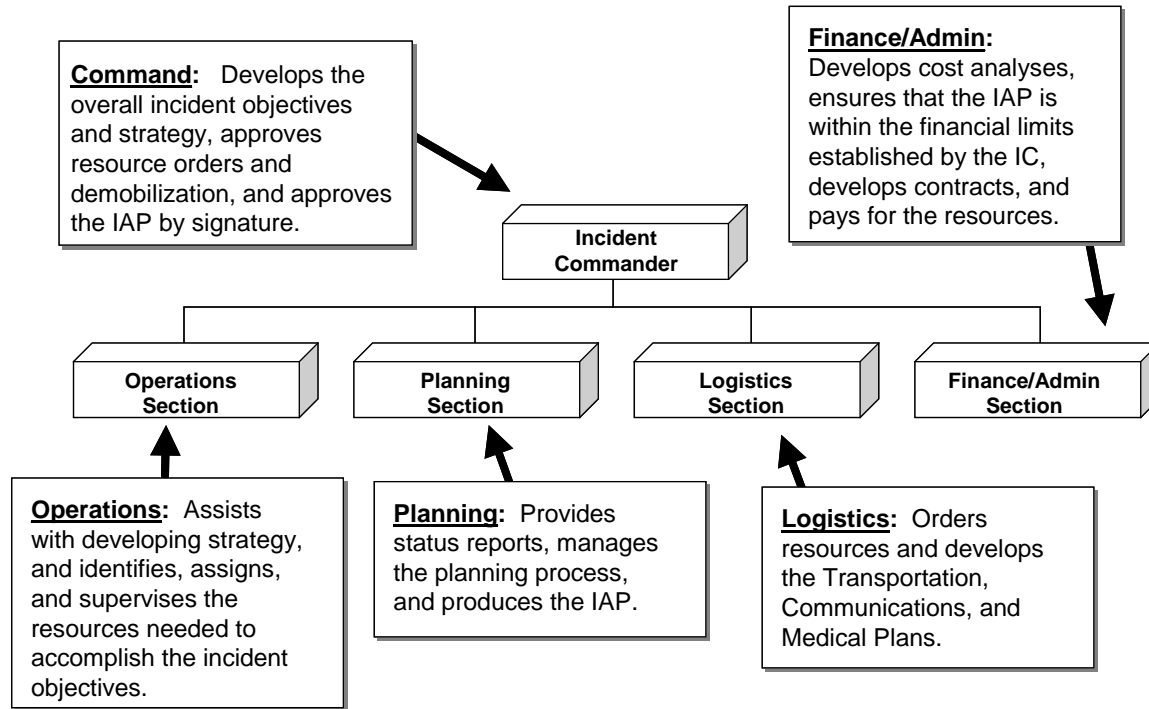 Command: Develops the
overall incident objectives
and strategy, approves
resource orders and
demobilization, and approves
the IAP by signature.
Finance/Admin:
Develops cost analyses,
ensures that the IAP is
within the financial limits
established by the IC,
develops contracts, and
pays for the resources.
Incident
Commander
Operations
Section
Planning
Section
Logistics
Section
Finance/Admin
Section
Operations: Assists
with developing strategy,
and identifies, assigns,
and supervises the
resources needed to
accomplish the incident
objectives.
Planning: Provides
status reports, manages
the planning process,
and produces the IAP.
Logistics: Orders
resources and develops
the Transportation,
Communications, and
Medical Plans.